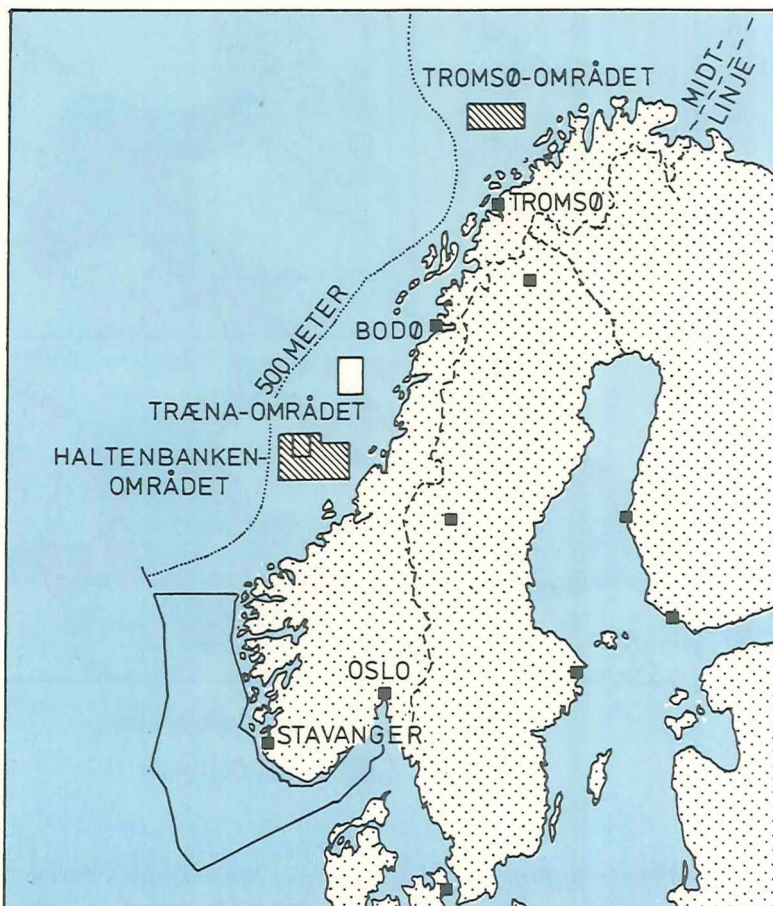 TROMSØ-OMRÅDET
MIDT-
LINJE
TROMSØ
500 METER
BODØ
TRÆNA-OMRÅDET
HALTENBANKEN-
OMRÅDET
OSLO
STAVANGER